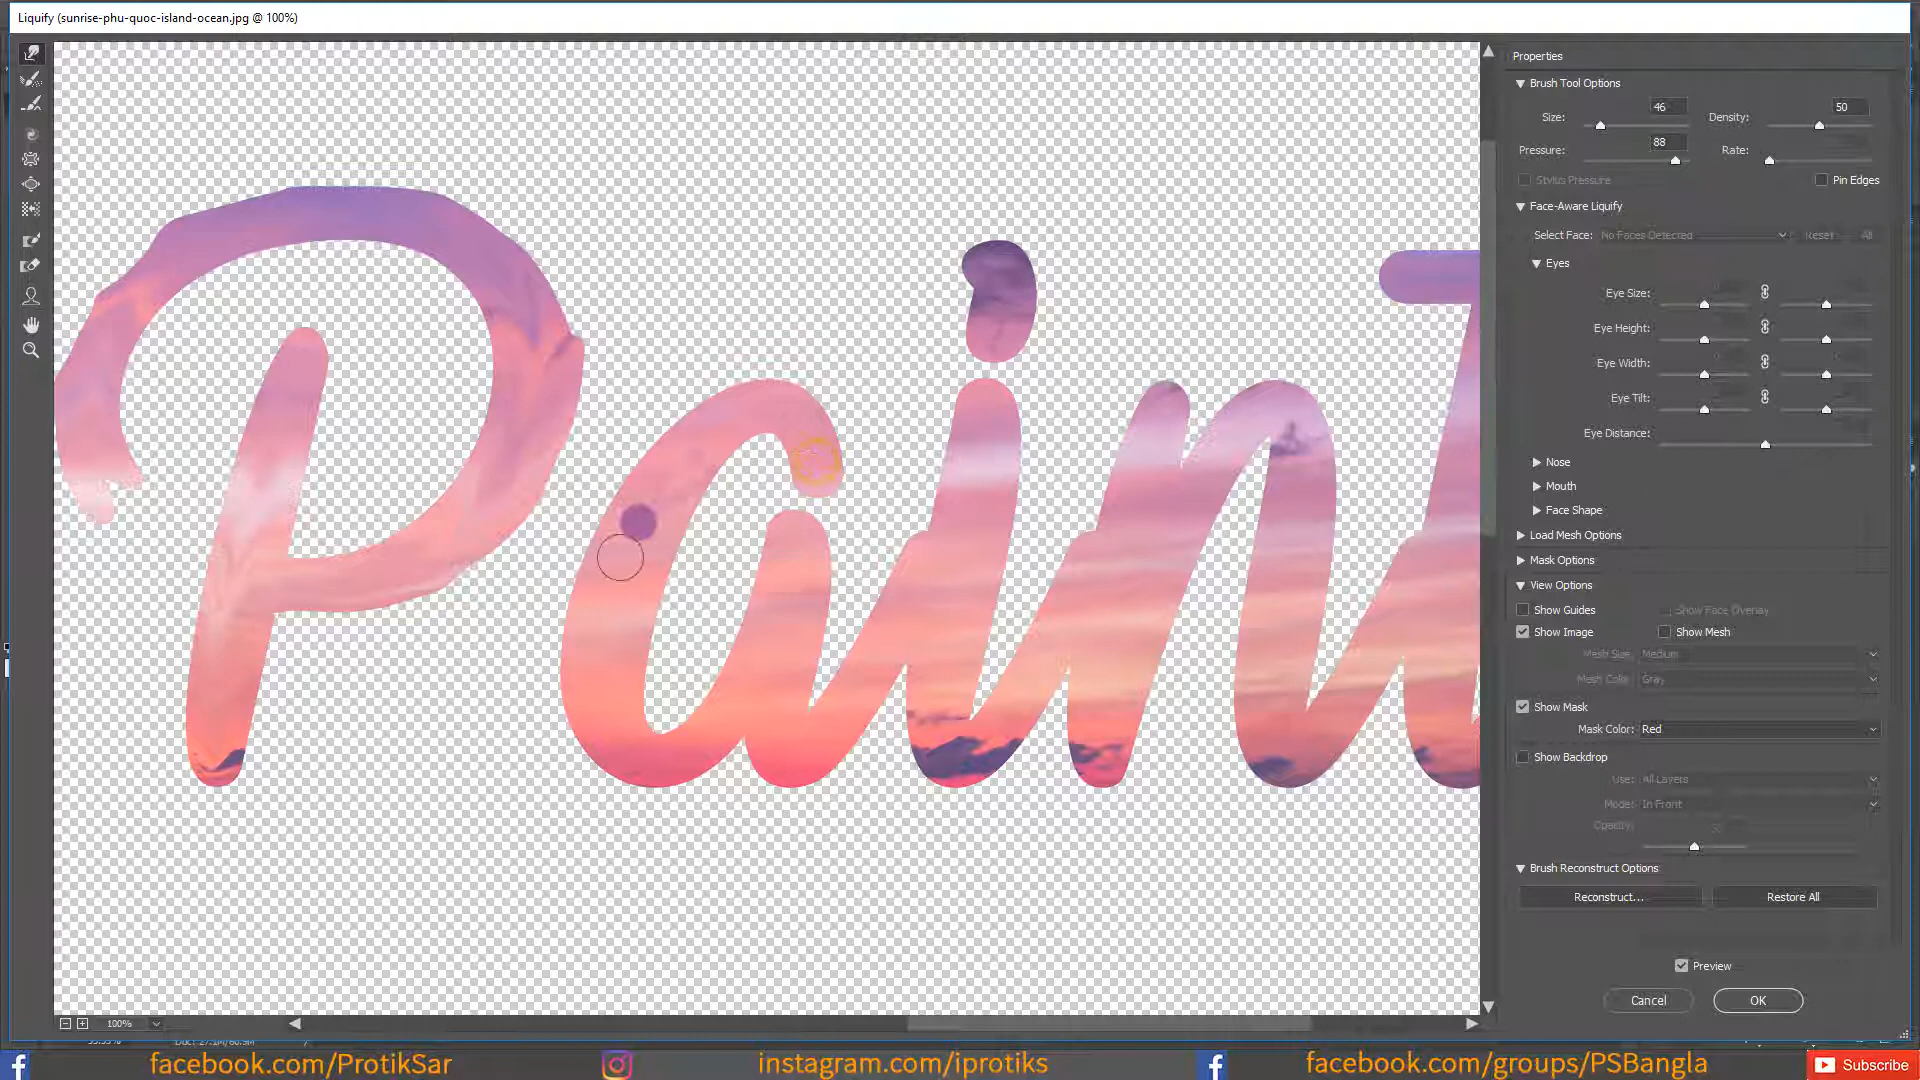 Liquify (sunrise-phu-quoc-island-ocean.jpg @ 100%)
Properties
Brush Tool Options
Size: 46 Density: 50
Pressure: 88 Rate:
Stylus Pressure Pin Edges
Face-Aware Liquify
Select Face: No Faces Detected Reset All
Eyes
Eye Size:
Eye Height:
Eye Width:
Eye Tilt:
Eye Distance:
Nose
Mouth
Face Shape
Load Mesh Options
Mask Options
View Options
Show Guides Show Face Overlay
Show Image Show Mesh
Mesh Size: Medium
Mesh Color: Gray
Show Mask
Mask Color: Red
Show Backdrop
Use: All Layers
Mode: In Front
Opacity:
Brush Reconstruct Options
Reconstruct... Restore All
Preview
Cancel OK
Paint
100%
facebook.com/ProtikSar instagram.com/iprotiks facebook.com/groups/PSBangla Subscribe